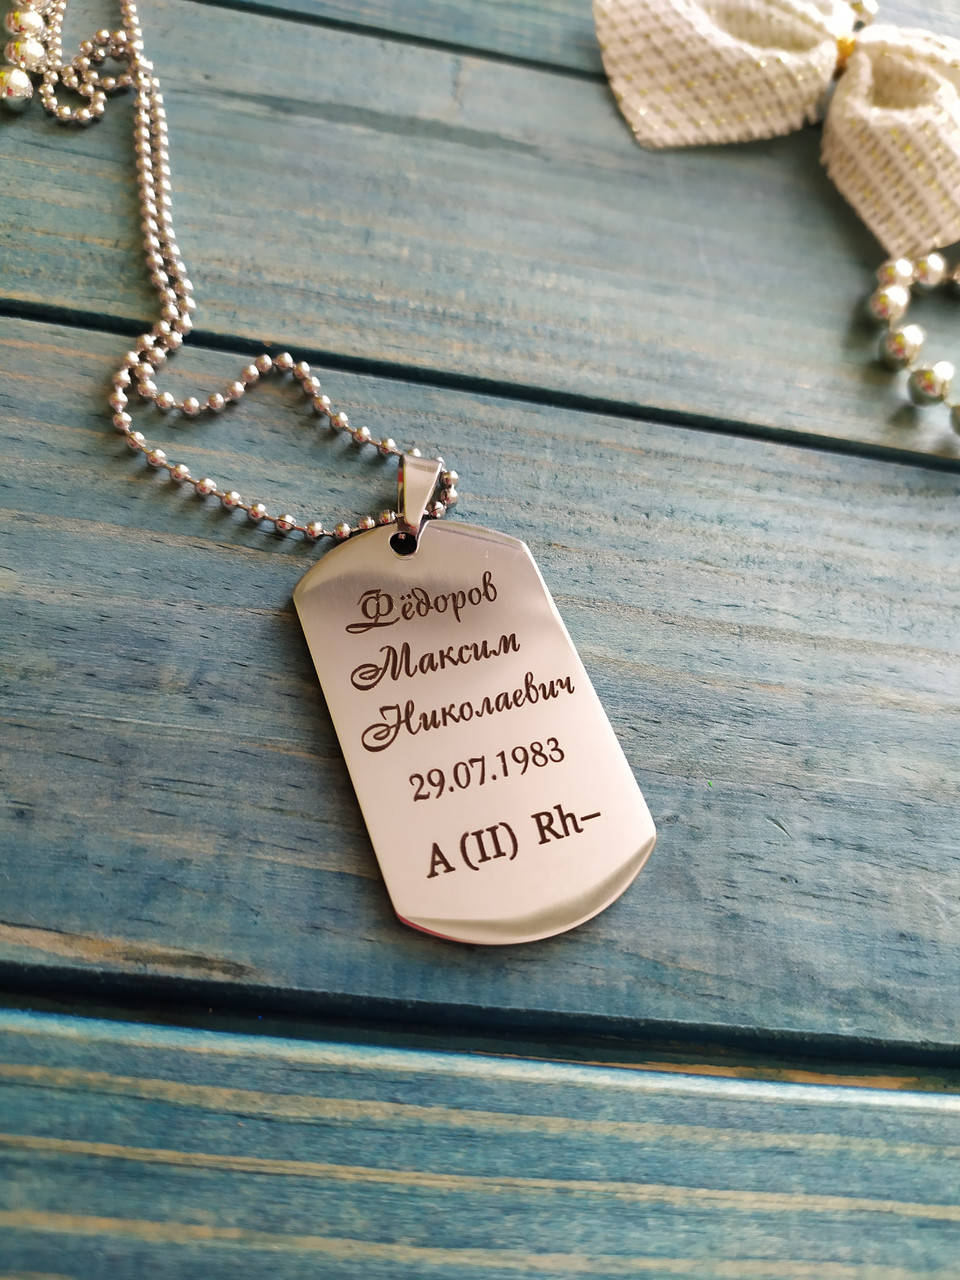 Фёдоров
Максим
Николаевич
29.07.1983
A (II) Rh–